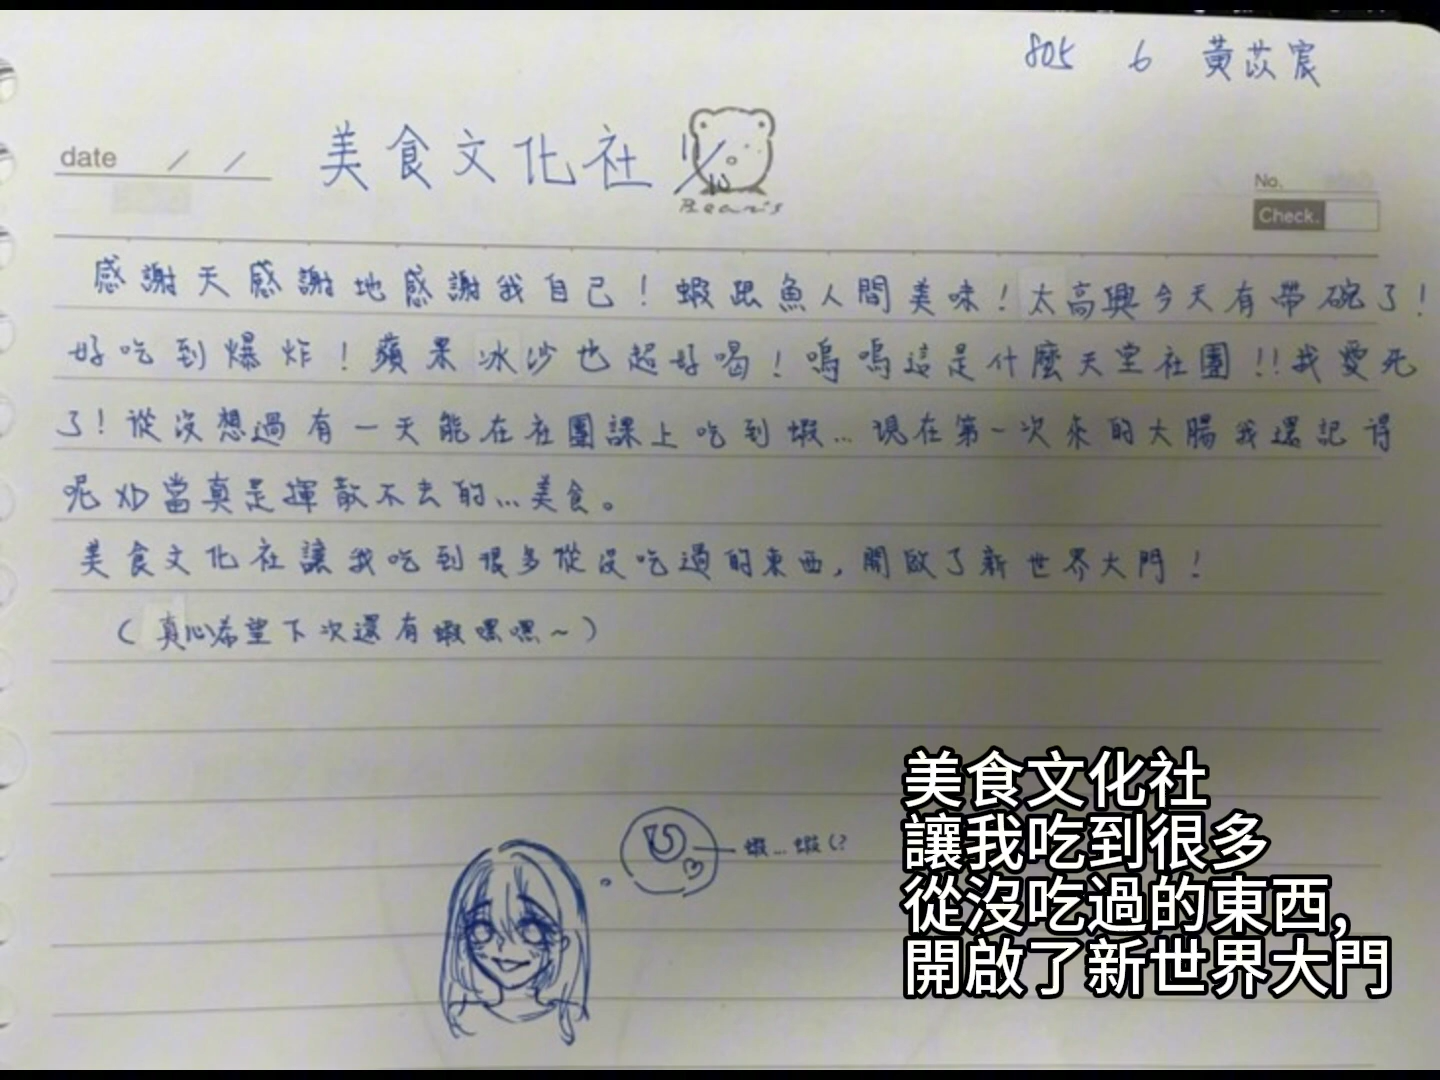 805 6 黃苡宸
date / /
美食文化社 1/10
Bear's
No.
Check.
感謝天感謝地感謝我自己！蝦跟魚人間美味！太高興今天有帶碗了！
好吃到爆炸！蘋果冰沙也超好喝！嗚嗚這是什麼天堂社團!!我愛死
了！從沒想過有一天能在社團課上吃到蝦…現在第一次來的大腸我還記得
呢XD當真是揮散不去的…美食。
美食文化社讓我吃到很多從沒吃過的東西，開啟了新世界大門！
（真心希望下次還有蝦嘿嘿~）
蝦…蝦(?
美食文化社
讓我吃到很多
從沒吃過的東西,
開啟了新世界大門